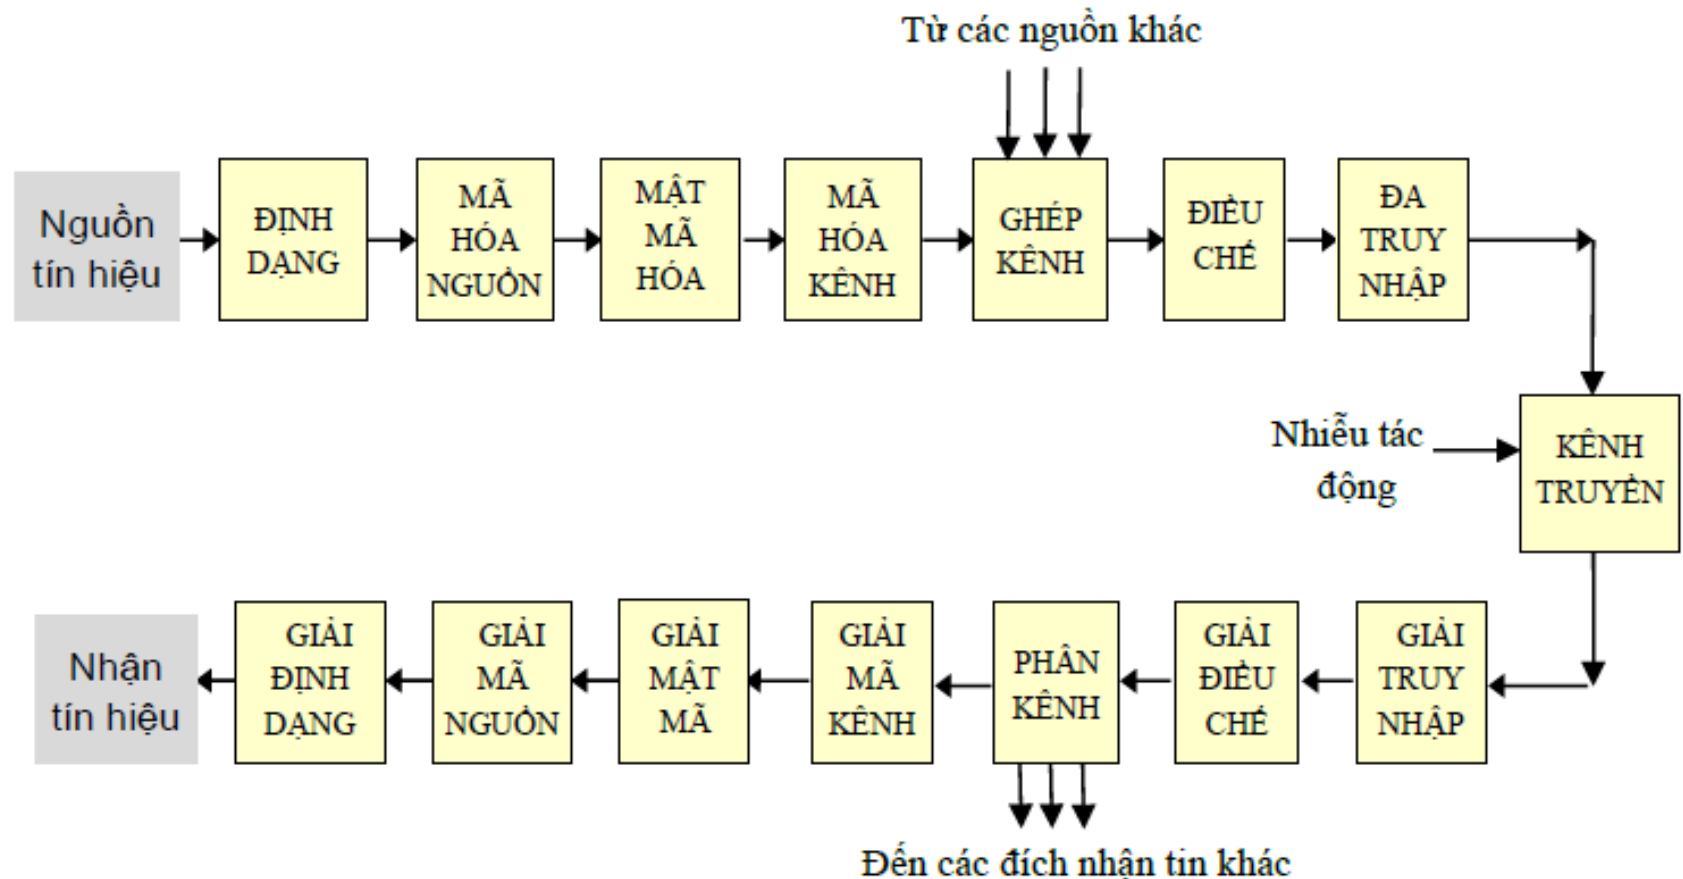 Từ các nguồn khác
Nguồn
tín hiệu
ĐỊNH
DẠNG
MÃ
HÓA
NGUỒN
MẬT
MÃ
HÓA
MÃ
HÓA
KÊNH
GHÉP
KÊNH
ĐIỀU
CHẾ
ĐA
TRUY
NHẬP
Nhiễu tác
động
KÊNH
TRUYỀN
Nhận
tín hiệu
GIẢI
ĐỊNH
DẠNG
GIẢI
MÃ
NGUỒN
GIẢI
MẬT
MÃ
GIẢI
MÃ
KÊNH
PHÂN
KÊNH
GIẢI
ĐIỀU
CHẾ
GIẢI
TRUY
NHẬP
Đến các đích nhận tin khác